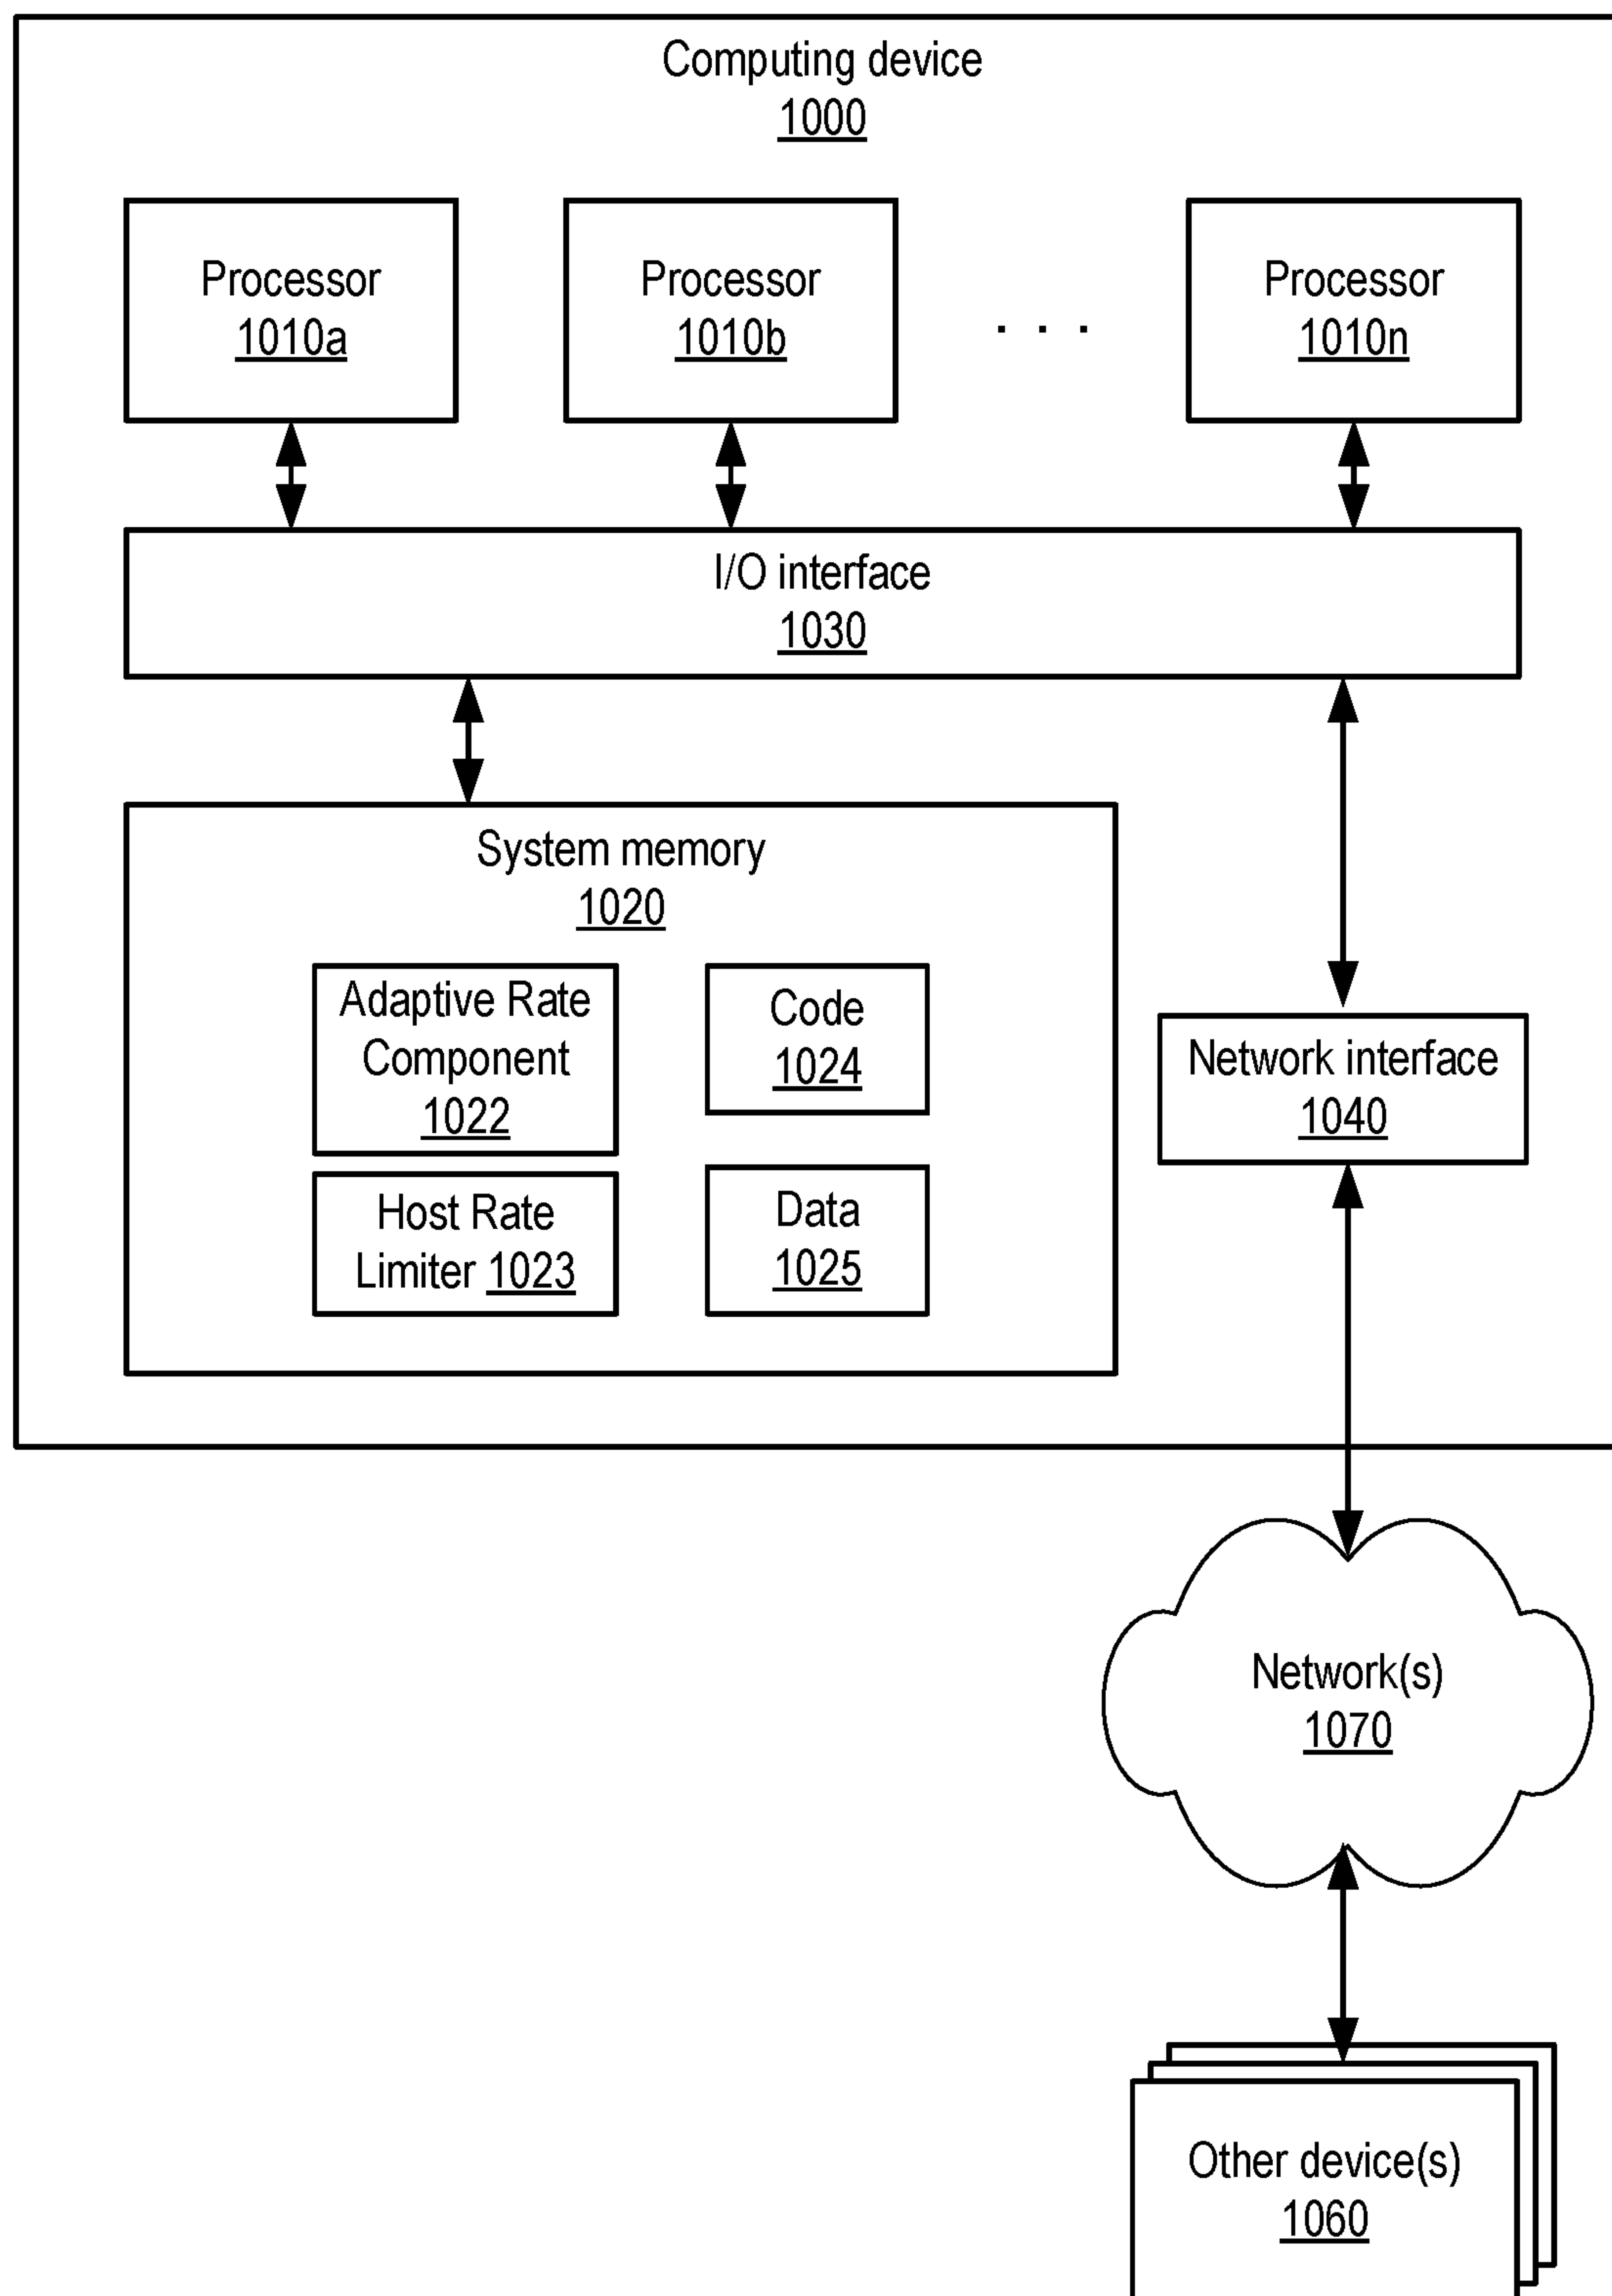 Computing device
1000
Processor
1010a
Processor
1010b
. . .
Processor
1010n
I/O interface
1030
System memory
1020
Adaptive Rate
Component
1022
Host Rate
Limiter 1023
Code
1024
Data
1025
Network interface
1040
Network(s)
1070
Other device(s)
1060